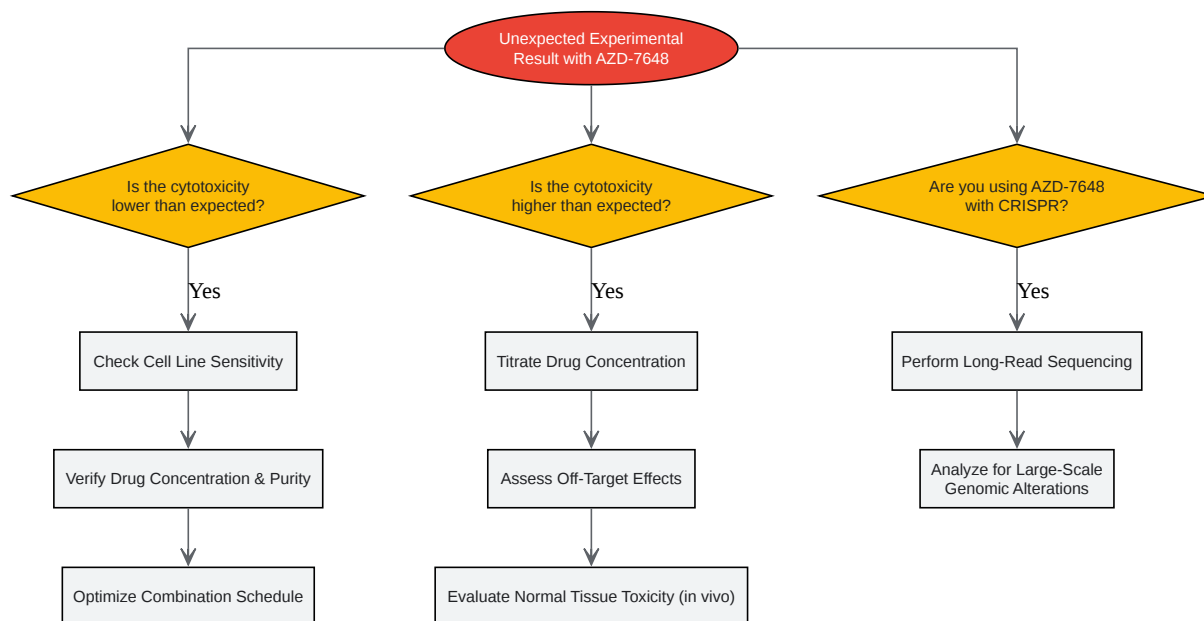 Unexpected Experimental
Result with AZD-7648
Is the cytotoxicity
lower than expected?
Is the cytotoxicity
higher than expected?
Are you using AZD-7648
with CRISPR?
Yes
Yes
Yes
Check Cell Line Sensitivity
Titrate Drug Concentration
Perform Long-Read Sequencing
Verify Drug Concentration & Purity
Assess Off-Target Effects
Analyze for Large-Scale
Genomic Alterations
Optimize Combination Schedule
Evaluate Normal Tissue Toxicity (in vivo)